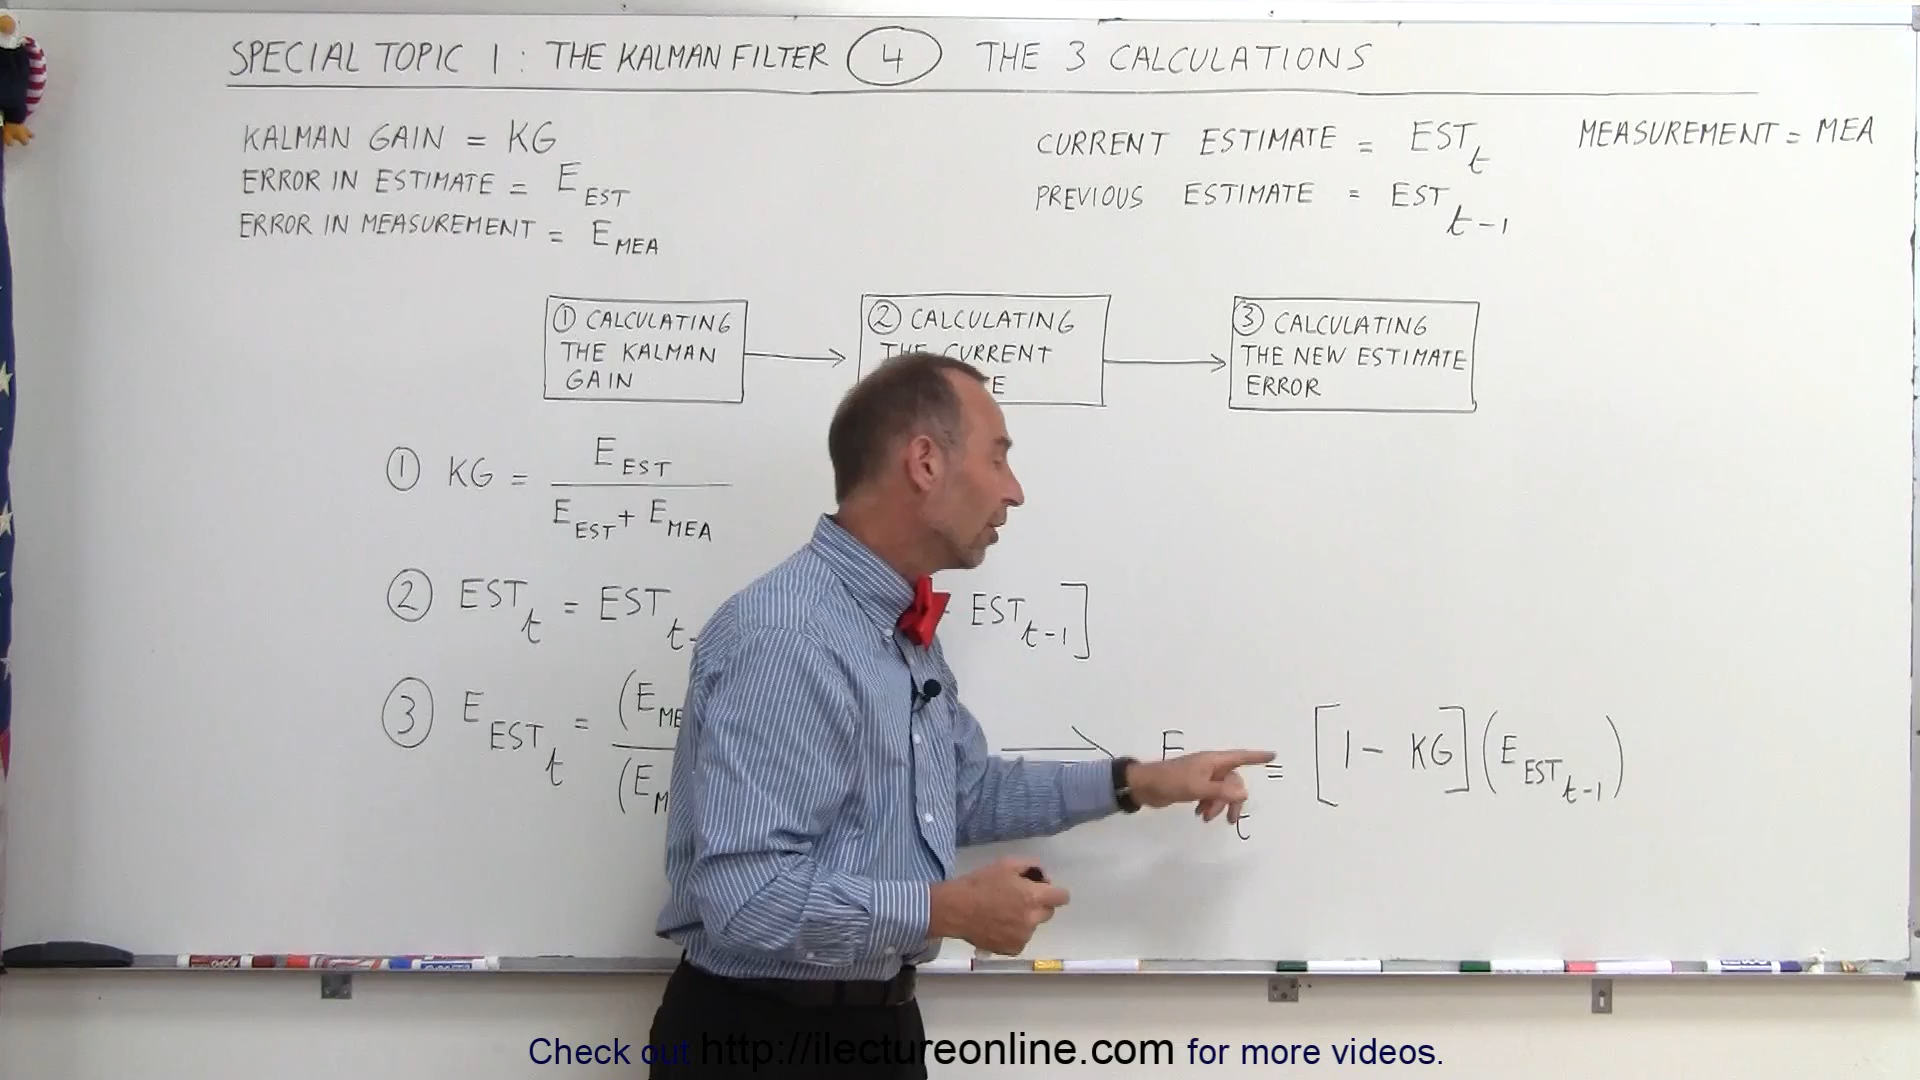 SPECIAL TOPIC 1 : THE KALMAN FILTER 4 THE 3 CALCULATIONS
KALMAN GAIN = KG
ERROR IN ESTIMATE = E EST
ERROR IN MEASUREMENT = E MEA
CURRENT ESTIMATE = EST t
PREVIOUS ESTIMATE = EST t-1
MEASUREMENT = MEA
1 CALCULATING
THE KALMAN
GAIN
2 CALCULATING
THE CURRENT
3 CALCULATING
THE NEW ESTIMATE
ERROR
1 KG = E EST / E EST + E MEA
2 EST t = EST t- EST t-1 ]
3 E EST t = (E (E
t = [1 - KG] (E EST t-1)
Check out http://ilectureonline.com for more videos.